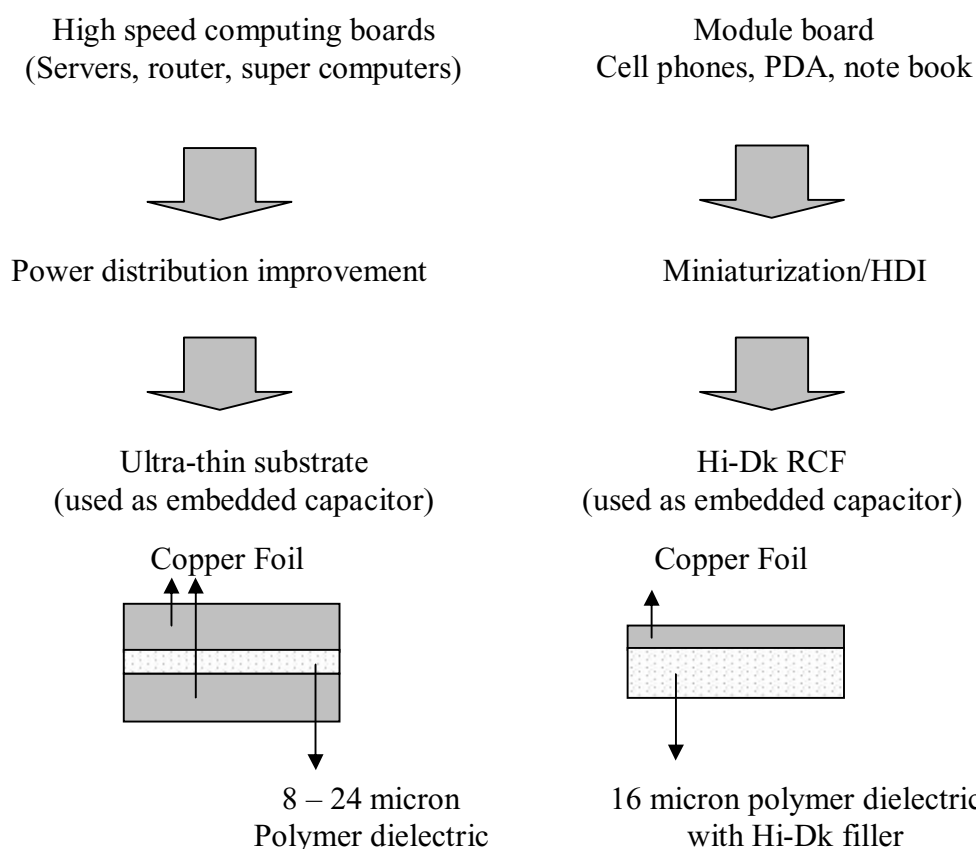 High speed computing boards
(Servers, router, super computers)
Power distribution improvement
Ultra-thin substrate
(used as embedded capacitor)
Copper Foil
8 – 24 micron
Polymer dielectric
Module board
Cell phones, PDA, note book
Miniaturization/HDI
Hi-Dk RCF
(used as embedded capacitor)
Copper Foil
16 micron polymer dielectric
with Hi-Dk filler